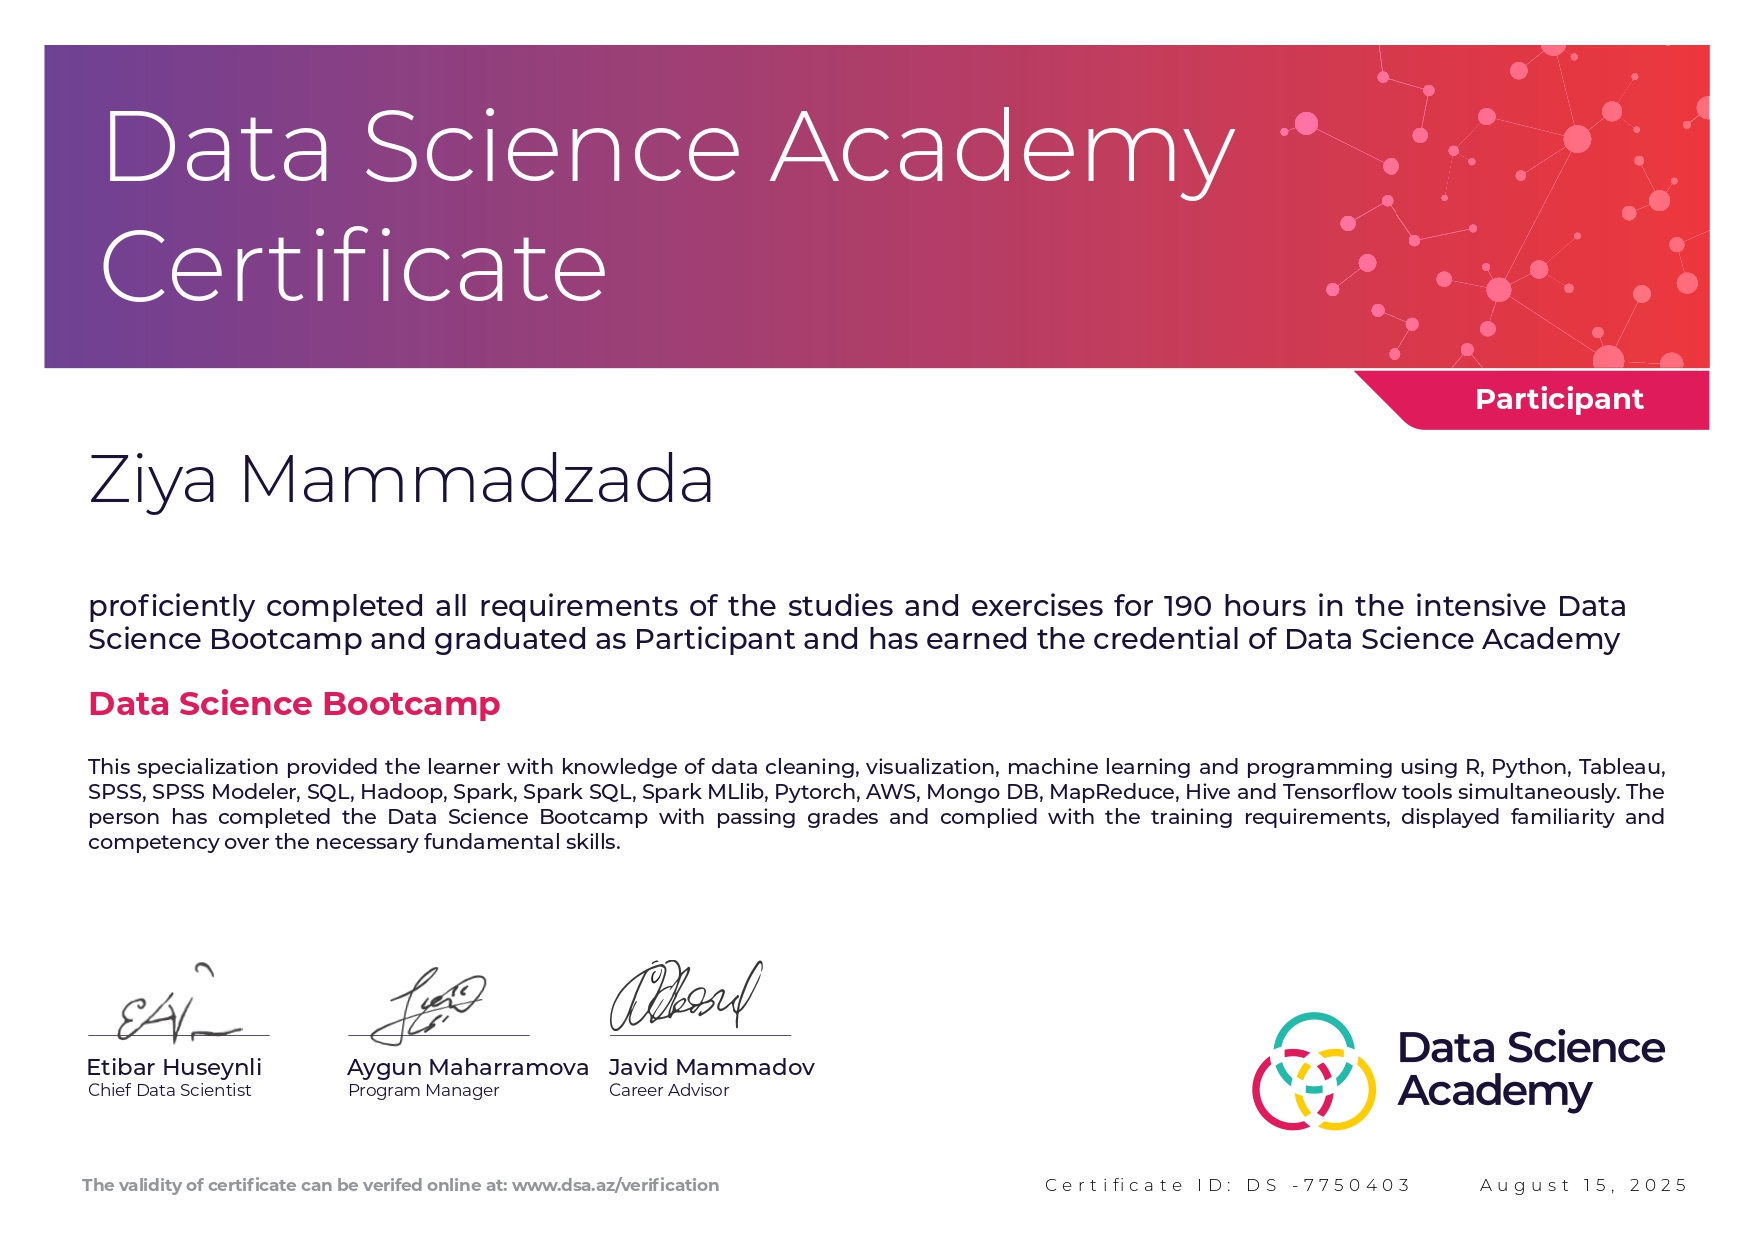 Data Science Academy
Certificate
Participant
Ziya Mammadzada
proficiently completed all requirements of the studies and exercises for 190 hours in the intensive Data
Science Bootcamp and graduated as Participant and has earned the credential of Data Science Academy
Data Science Bootcamp
This specialization provided the learner with knowledge of data cleaning, visualization, machine learning and programming using R, Python, Tableau,
SPSS, SPSS Modeler, SQL, Hadoop, Spark, Spark SQL, Spark MLlib, Pytorch, AWS, Mongo DB, MapReduce, Hive and Tensorflow tools simultaneously. The
person has completed the Data Science Bootcamp with passing grades and complied with the training requirements, displayed familiarity and
competency over the necessary fundamental skills.
Etibar Huseynli
Chief Data Scientist
Aygun Maharramova
Program Manager
Javid Mammadov
Career Advisor
Data Science
Academy
The validity of certificate can be verifed online at: www.dsa.az/verification
Certificate ID: DS -7750403
August 15, 2025